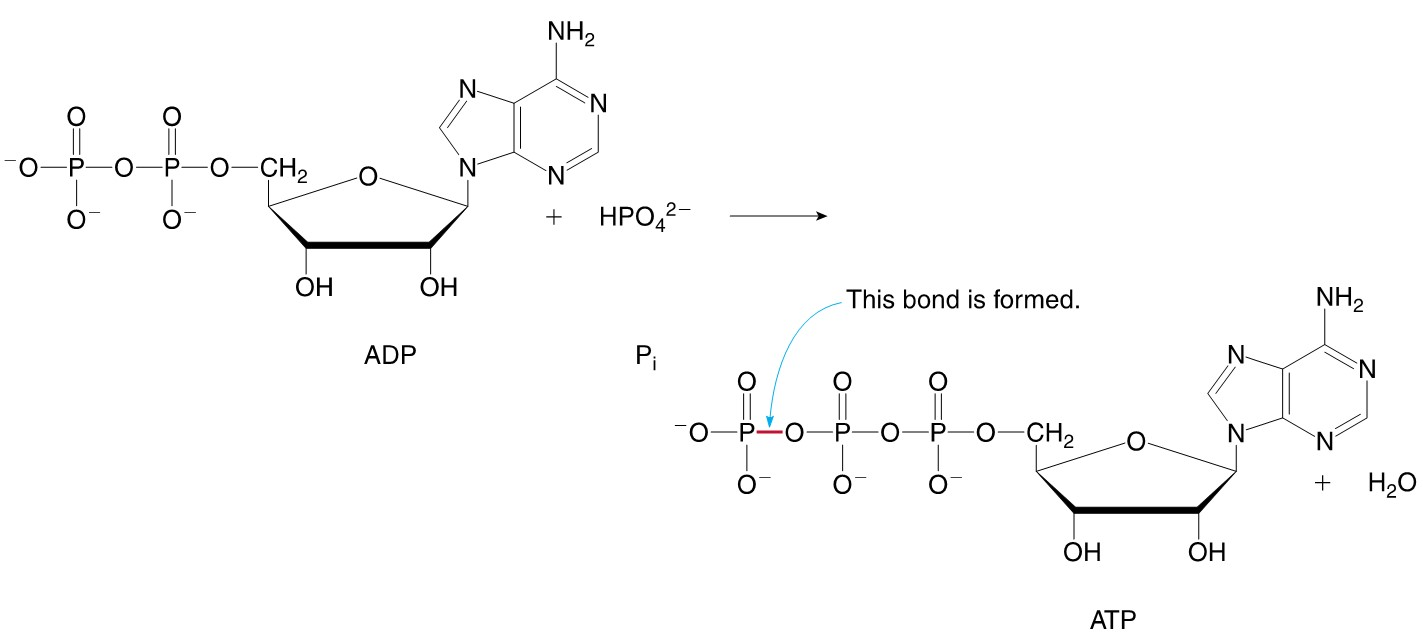 NH₂
N
N
N
N
O
O
⁻O—P—O—P—O—CH₂
O
O⁻
O⁻
+
HPO₄²⁻
OH
OH
This bond is formed.
ADP
Pᵢ
NH₂
N
N
N
N
O
O
O
⁻O—P—O—P—O—P—O—CH₂
O
O⁻
O⁻
O⁻
+
H₂O
OH
OH
ATP